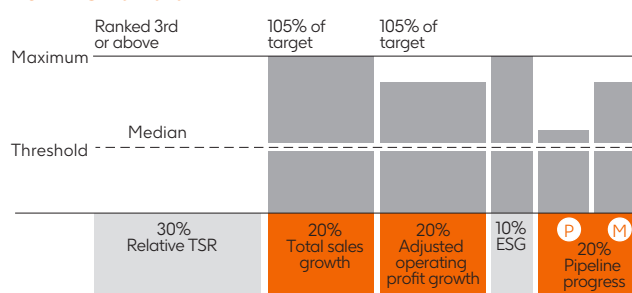 Ranked 3rd
or above
105% of
target
105% of
target
Maximum
Median
Threshold
30%
Relative TSR
20%
Total sales
growth
20%
Adjusted
operating
profit growth
10%
ESG
P
M
20%
Pipeline
progress